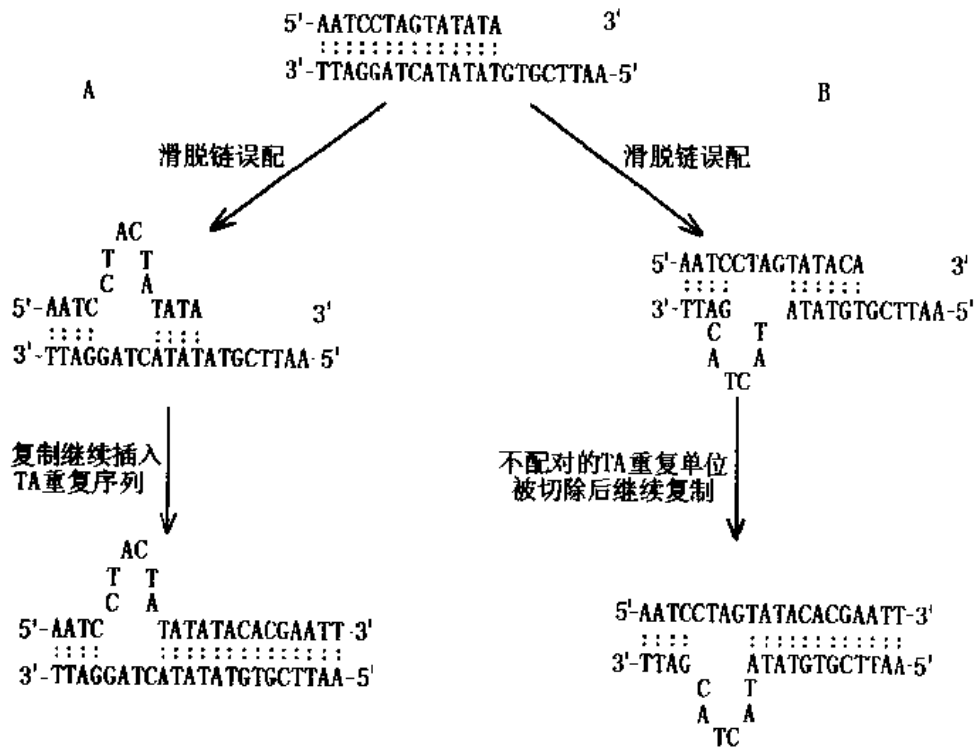 5'-AATCCTAGTATATA 3'
3'-TTAGGATCATATATGTGCTTAA-5'
A
B
滑脱链误配
滑脱链误配
AC
T T
C A
5'-AATC TATA 3'
3'-TTAGGATCATATATGCTTAA-5'
5'-AATCCTAGTATACA 3'
3'-TTAG ATATGTGCTTAA-5'
C T
A A
TC
复制继续插入
TA重复序列
不配对的TA重复单位
被切除后继续复制
AC
T T
C A
5'-AATC TATATACACGAATT-3'
3'-TTAGGATCATATATGTGCTTAA-5'
5'-AATCCTAGTATACACGAATT-3'
3'-TTAG ATATGTGCTTAA-5'
C T
A A
TC